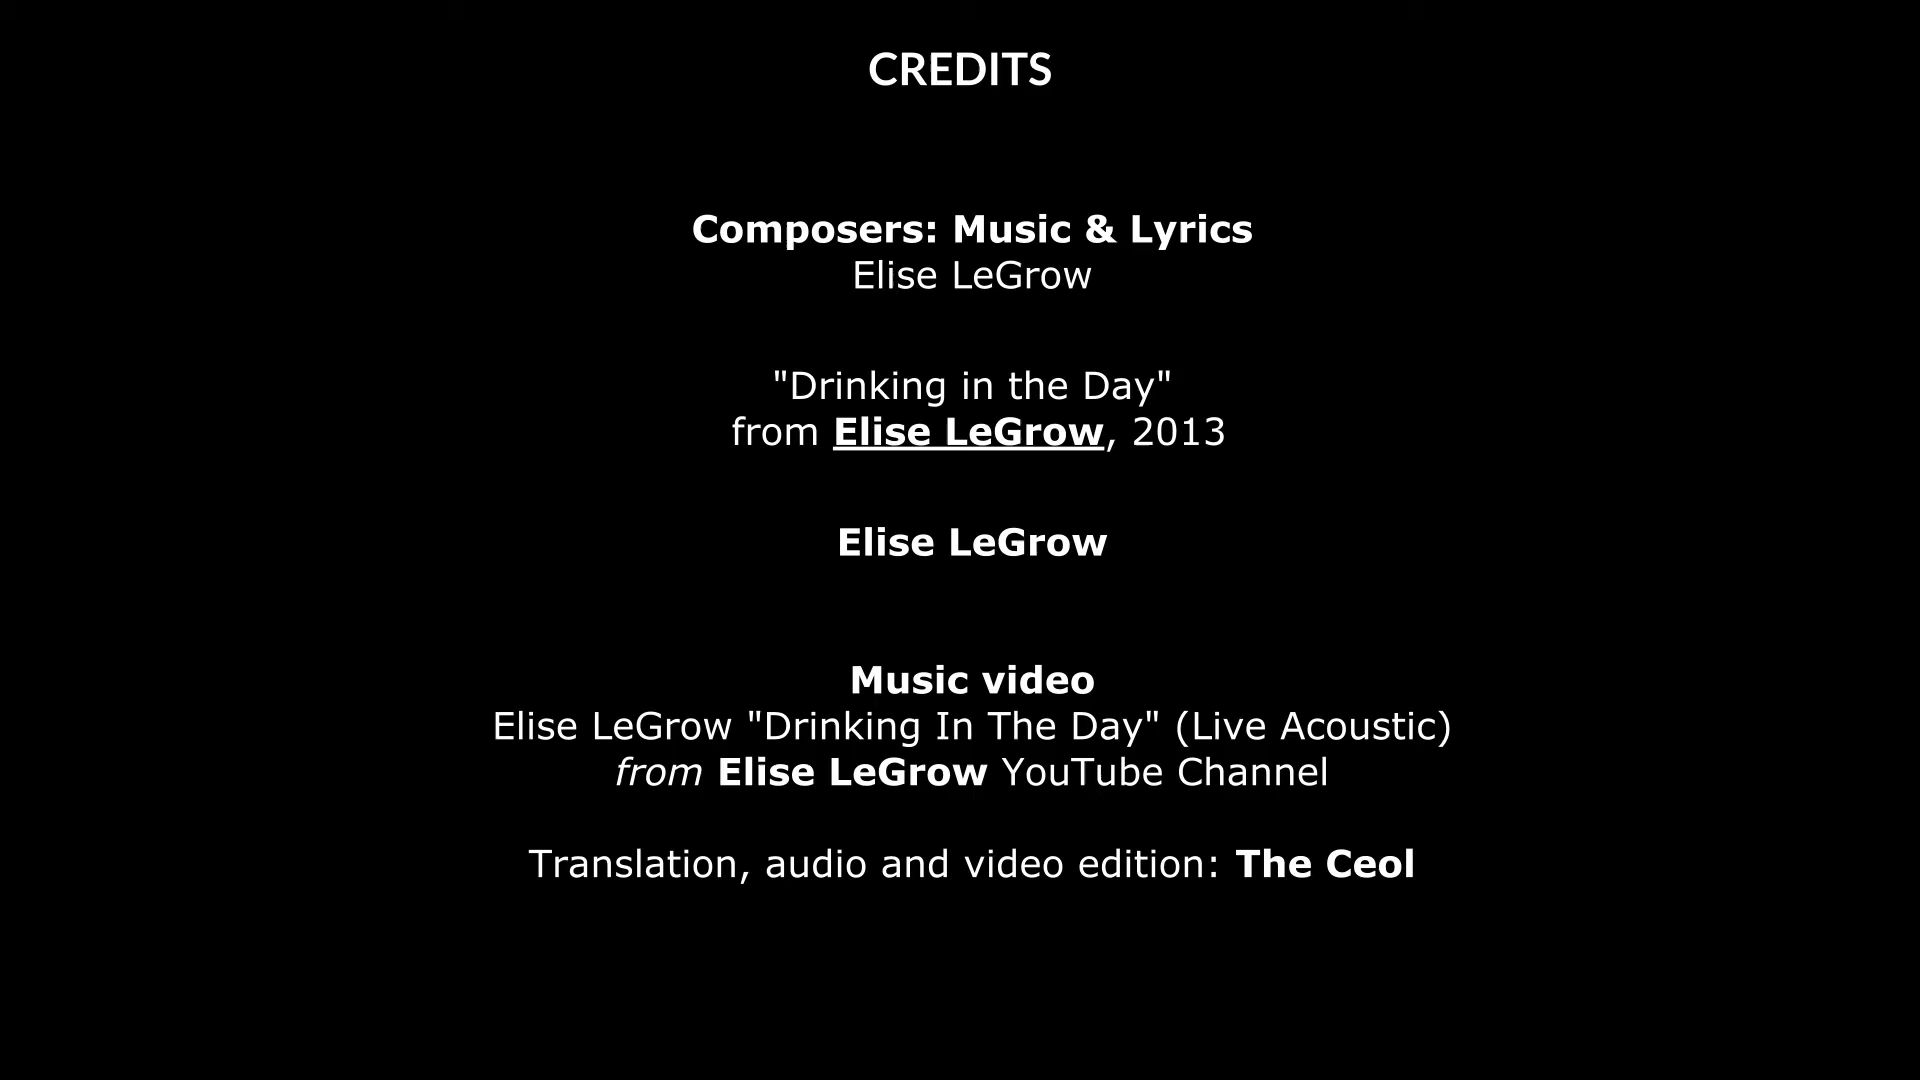 CREDITS
Composers: Music & Lyrics
Elise LeGrow
"Drinking in the Day"
from Elise LeGrow, 2013
Elise LeGrow
Music video
Elise LeGrow "Drinking In The Day" (Live Acoustic)
from Elise LeGrow YouTube Channel
Translation, audio and video edition: The Ceol